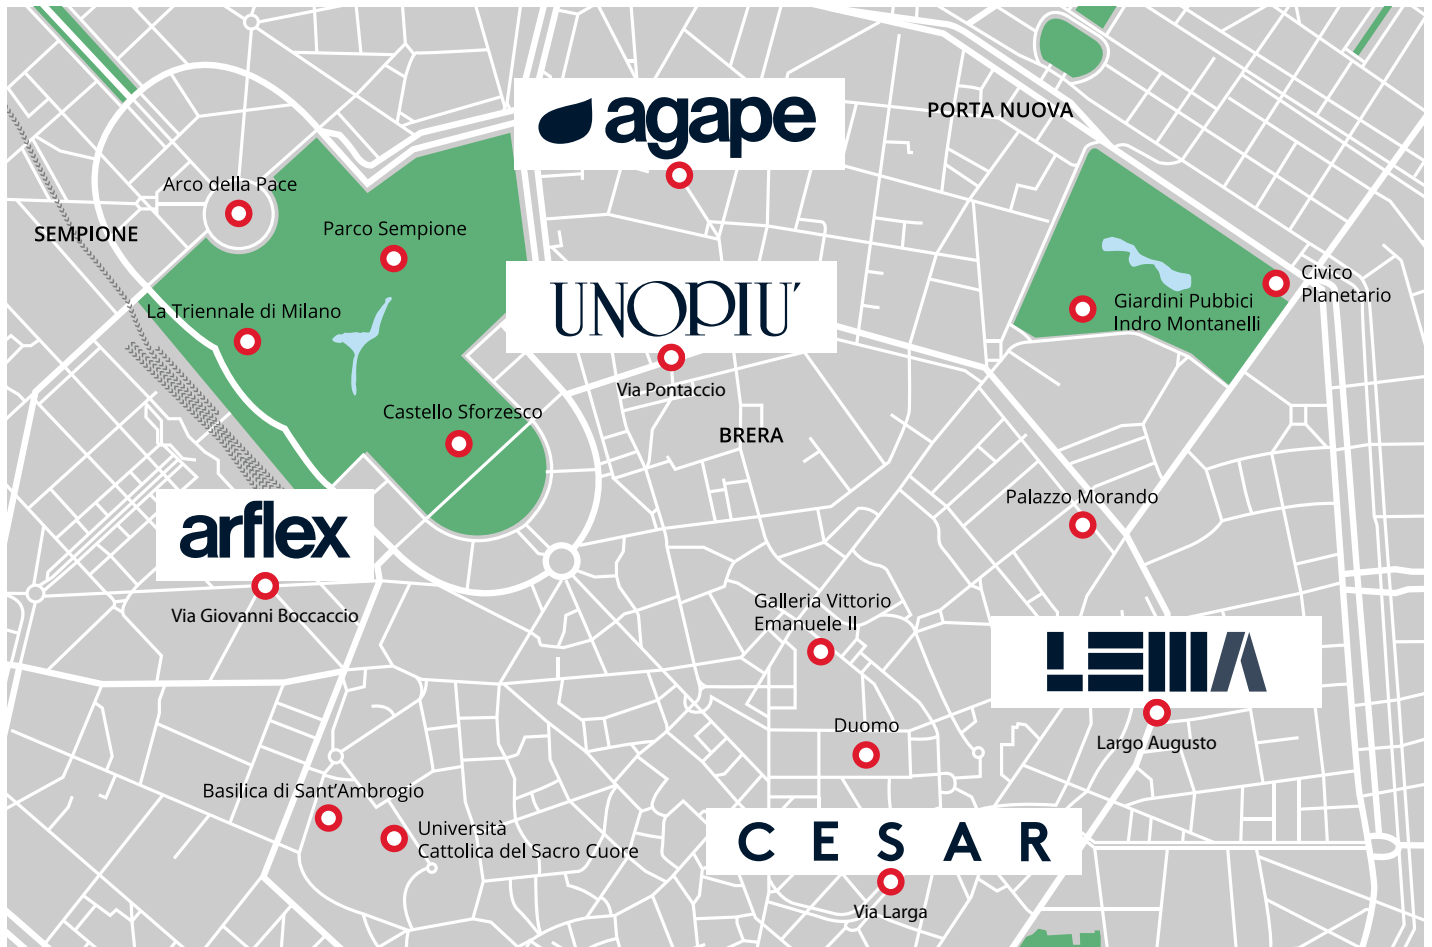 agape
PORTA NUOVA
Arco della Pace
SEMPIONE
Parco Sempione
Civico
Planetario
La Triennale di Milano
UNOPIU'
Giardini Pubbici
Indro Montanelli
Via Pontaccio
Castello Sforzesco
BRERA
Palazzo Morando
arflex
Via Giovanni Boccaccio
Galleria Vittorio
Emanuele II
LEMA
Largo Augusto
Duomo
Basilica di Sant'Ambrogio
Università
Cattolica del Sacro Cuore
CESAR
Via Larga